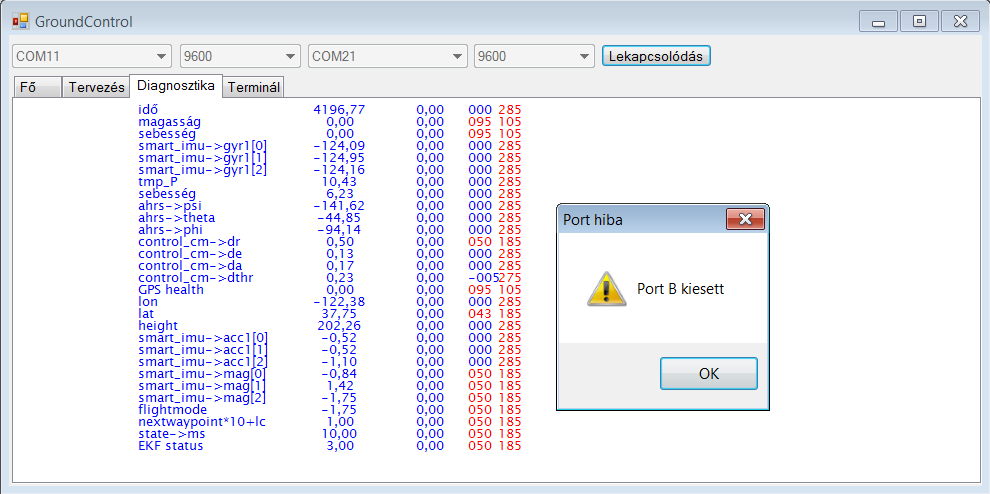 GroundControl
COM11 9600 COM21 9600 Lekapcsolódás
Fő Tervezés Diagnosztika Terminál
idő 4196,77 0,00 000 285
magasság 0,00 0,00 095 105
sebesség 0,00 0,00 095 105
smart_imu->gyr1[0] -124,09 0,00 000 285
smart_imu->gyr1[1] -124,95 0,00 000 285
smart_imu->gyr1[2] -124,16 0,00 000 285
tmp_P 10,43 0,00 000 285
sebesség 6,23 0,00 000 285
ahrs->psi -141,62 0,00 000 285
ahrs->theta -44,85 0,00 000 285
ahrs->phi -94,14 0,00 000 285
control_cm->dr 0,50 0,00 050 185
control_cm->de 0,13 0,00 000 285
control_cm->da 0,17 0,00 000 285
control_cm->dthr 0,23 0,00 -005 275
GPS health 0,00 0,00 095 105
lon -122,38 0,00 000 285
lat 37,75 0,00 043 185
height 202,26 0,00 000 285
smart_imu->acc1[0] -0,52 0,00 000 285
smart_imu->acc1[1] -0,52 0,00 000 285
smart_imu->acc1[2] -1,10 0,00 000 285
smart_imu->mag[0] -0,84 0,00 050 185
smart_imu->mag[1] 1,42 0,00 050 185
smart_imu->mag[2] -1,75 0,00 050 185
flightmode -1,75 0,00 050 185
nextwaypoint*10+lc 1,00 0,00 050 185
state->ms 10,00 0,00 050 185
EKF status 3,00 0,00 050 185
Port hiba
Port B kiesett
OK